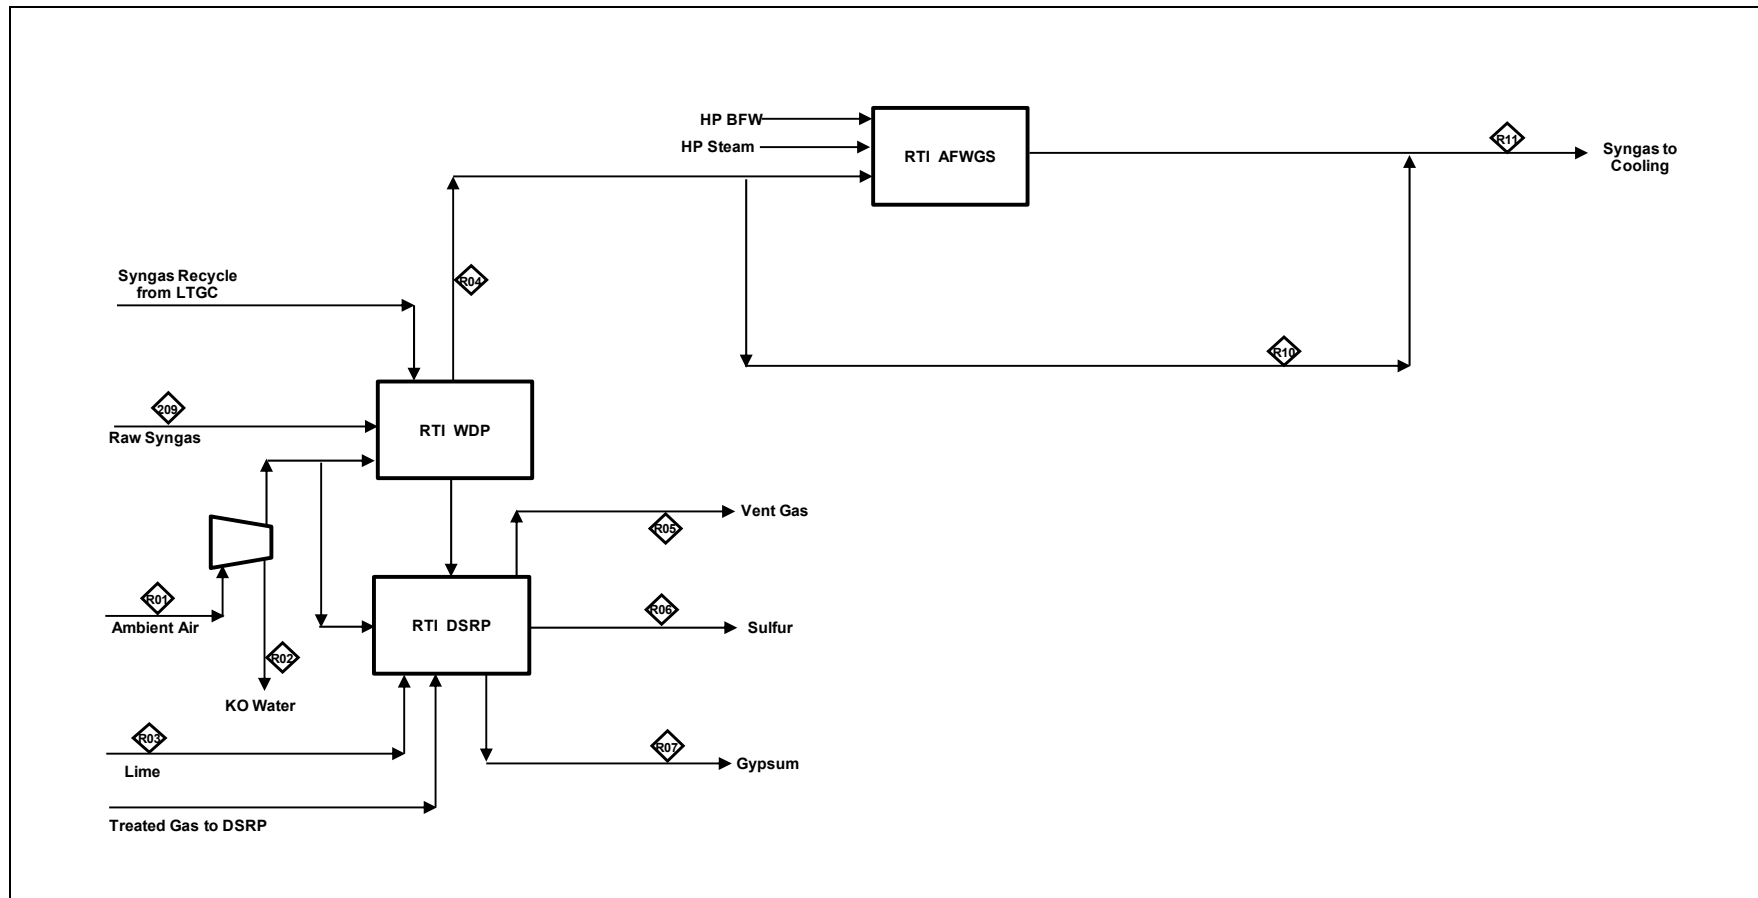 HP BFW
HP Steam
RTI AFWGS
R11
Syngas to
Cooling
Syngas Recycle
from LTGC
R04
R10
209
Raw Syngas
RTI WDP
R05
Vent Gas
R01
Ambient Air
RTI DSRP
R06
Sulfur
R02
KO Water
R03
Lime
R07
Gypsum
Treated Gas to DSRP